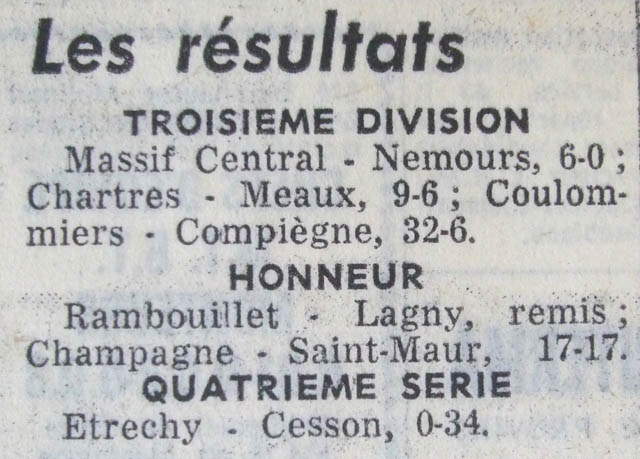 Les résultats
TROISIEME DIVISION
Massif Central - Nemours, 6-0 ;
Chartres - Meaux, 9-6 ; Coulom-
miers - Compiègne, 32-6.
HONNEUR
Rambouillet - Lagny, remis ;
Champagne - Saint-Maur, 17-17.
QUATRIEME SERIE
Etrechy - Cesson, 0-34.